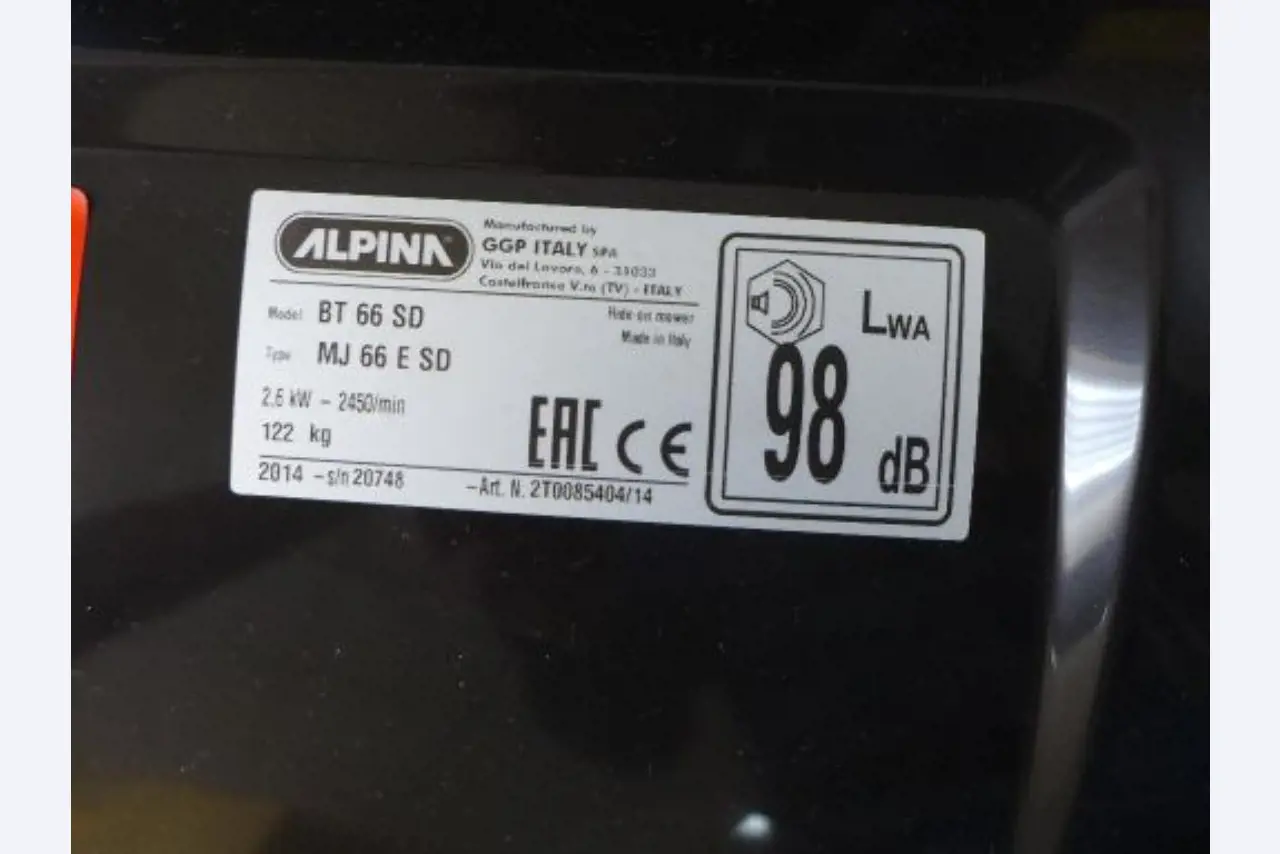 ALPINA
Manufactured by
GGP ITALY SPA
Via del Lavoro, 6 - 31033
Castelfranco V.to (TV) - ITALY
Model BT 66 SD
Ride-on mower
Type MJ 66 E SD
Made in Italy
2.6 kW - 2450/min
122 kg
EAC CE
2014 - s/n 20748 - Art. N. 2T0085404/14
LWA
98
dB